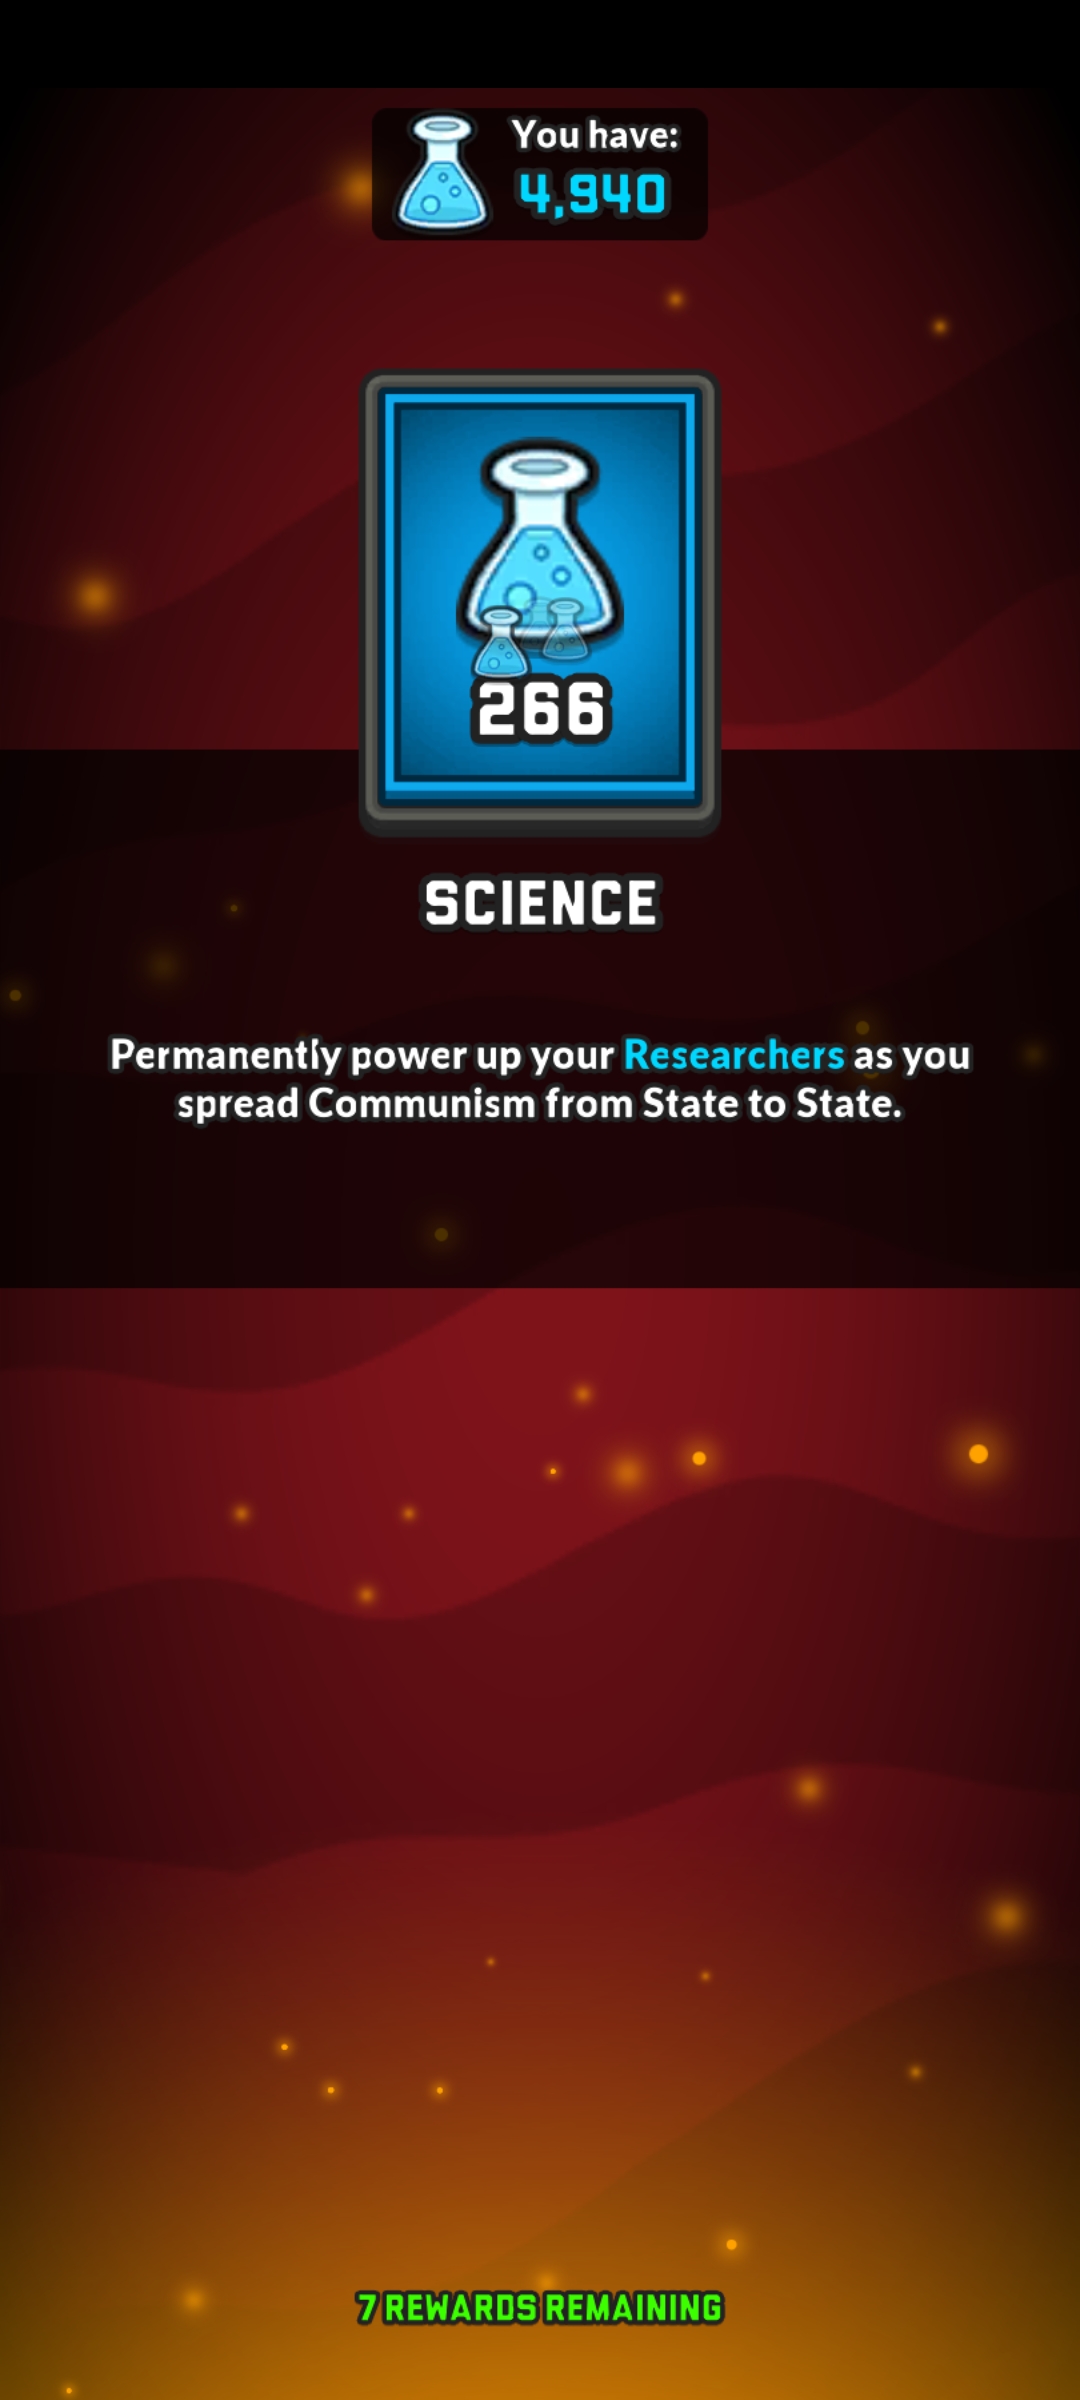 You have:
4,940
266
SCIENCE
Permanently power up your Researchers as you
spread Communism from State to State.
7 REWARDS REMAINING